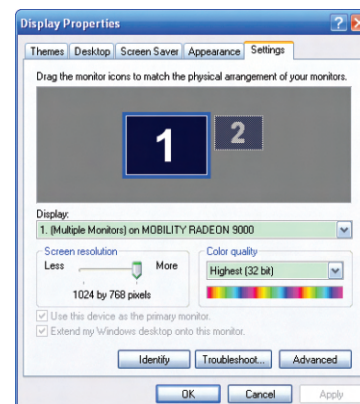 Display Properties
Themes Desktop Screen Saver Appearance Settings
Drag the monitor icons to match the physical arrangement of your monitors.
1 2
Display:
1. (Multiple Monitors) on MOBILITY RADEON 9000
Screen resolution
Less More
1024 by 768 pixels
Color quality
Highest (32 bit)
Use this device as the primary monitor.
Extend my Windows desktop onto this monitor.
Identify Troubleshoot... Advanced
OK Cancel Apply